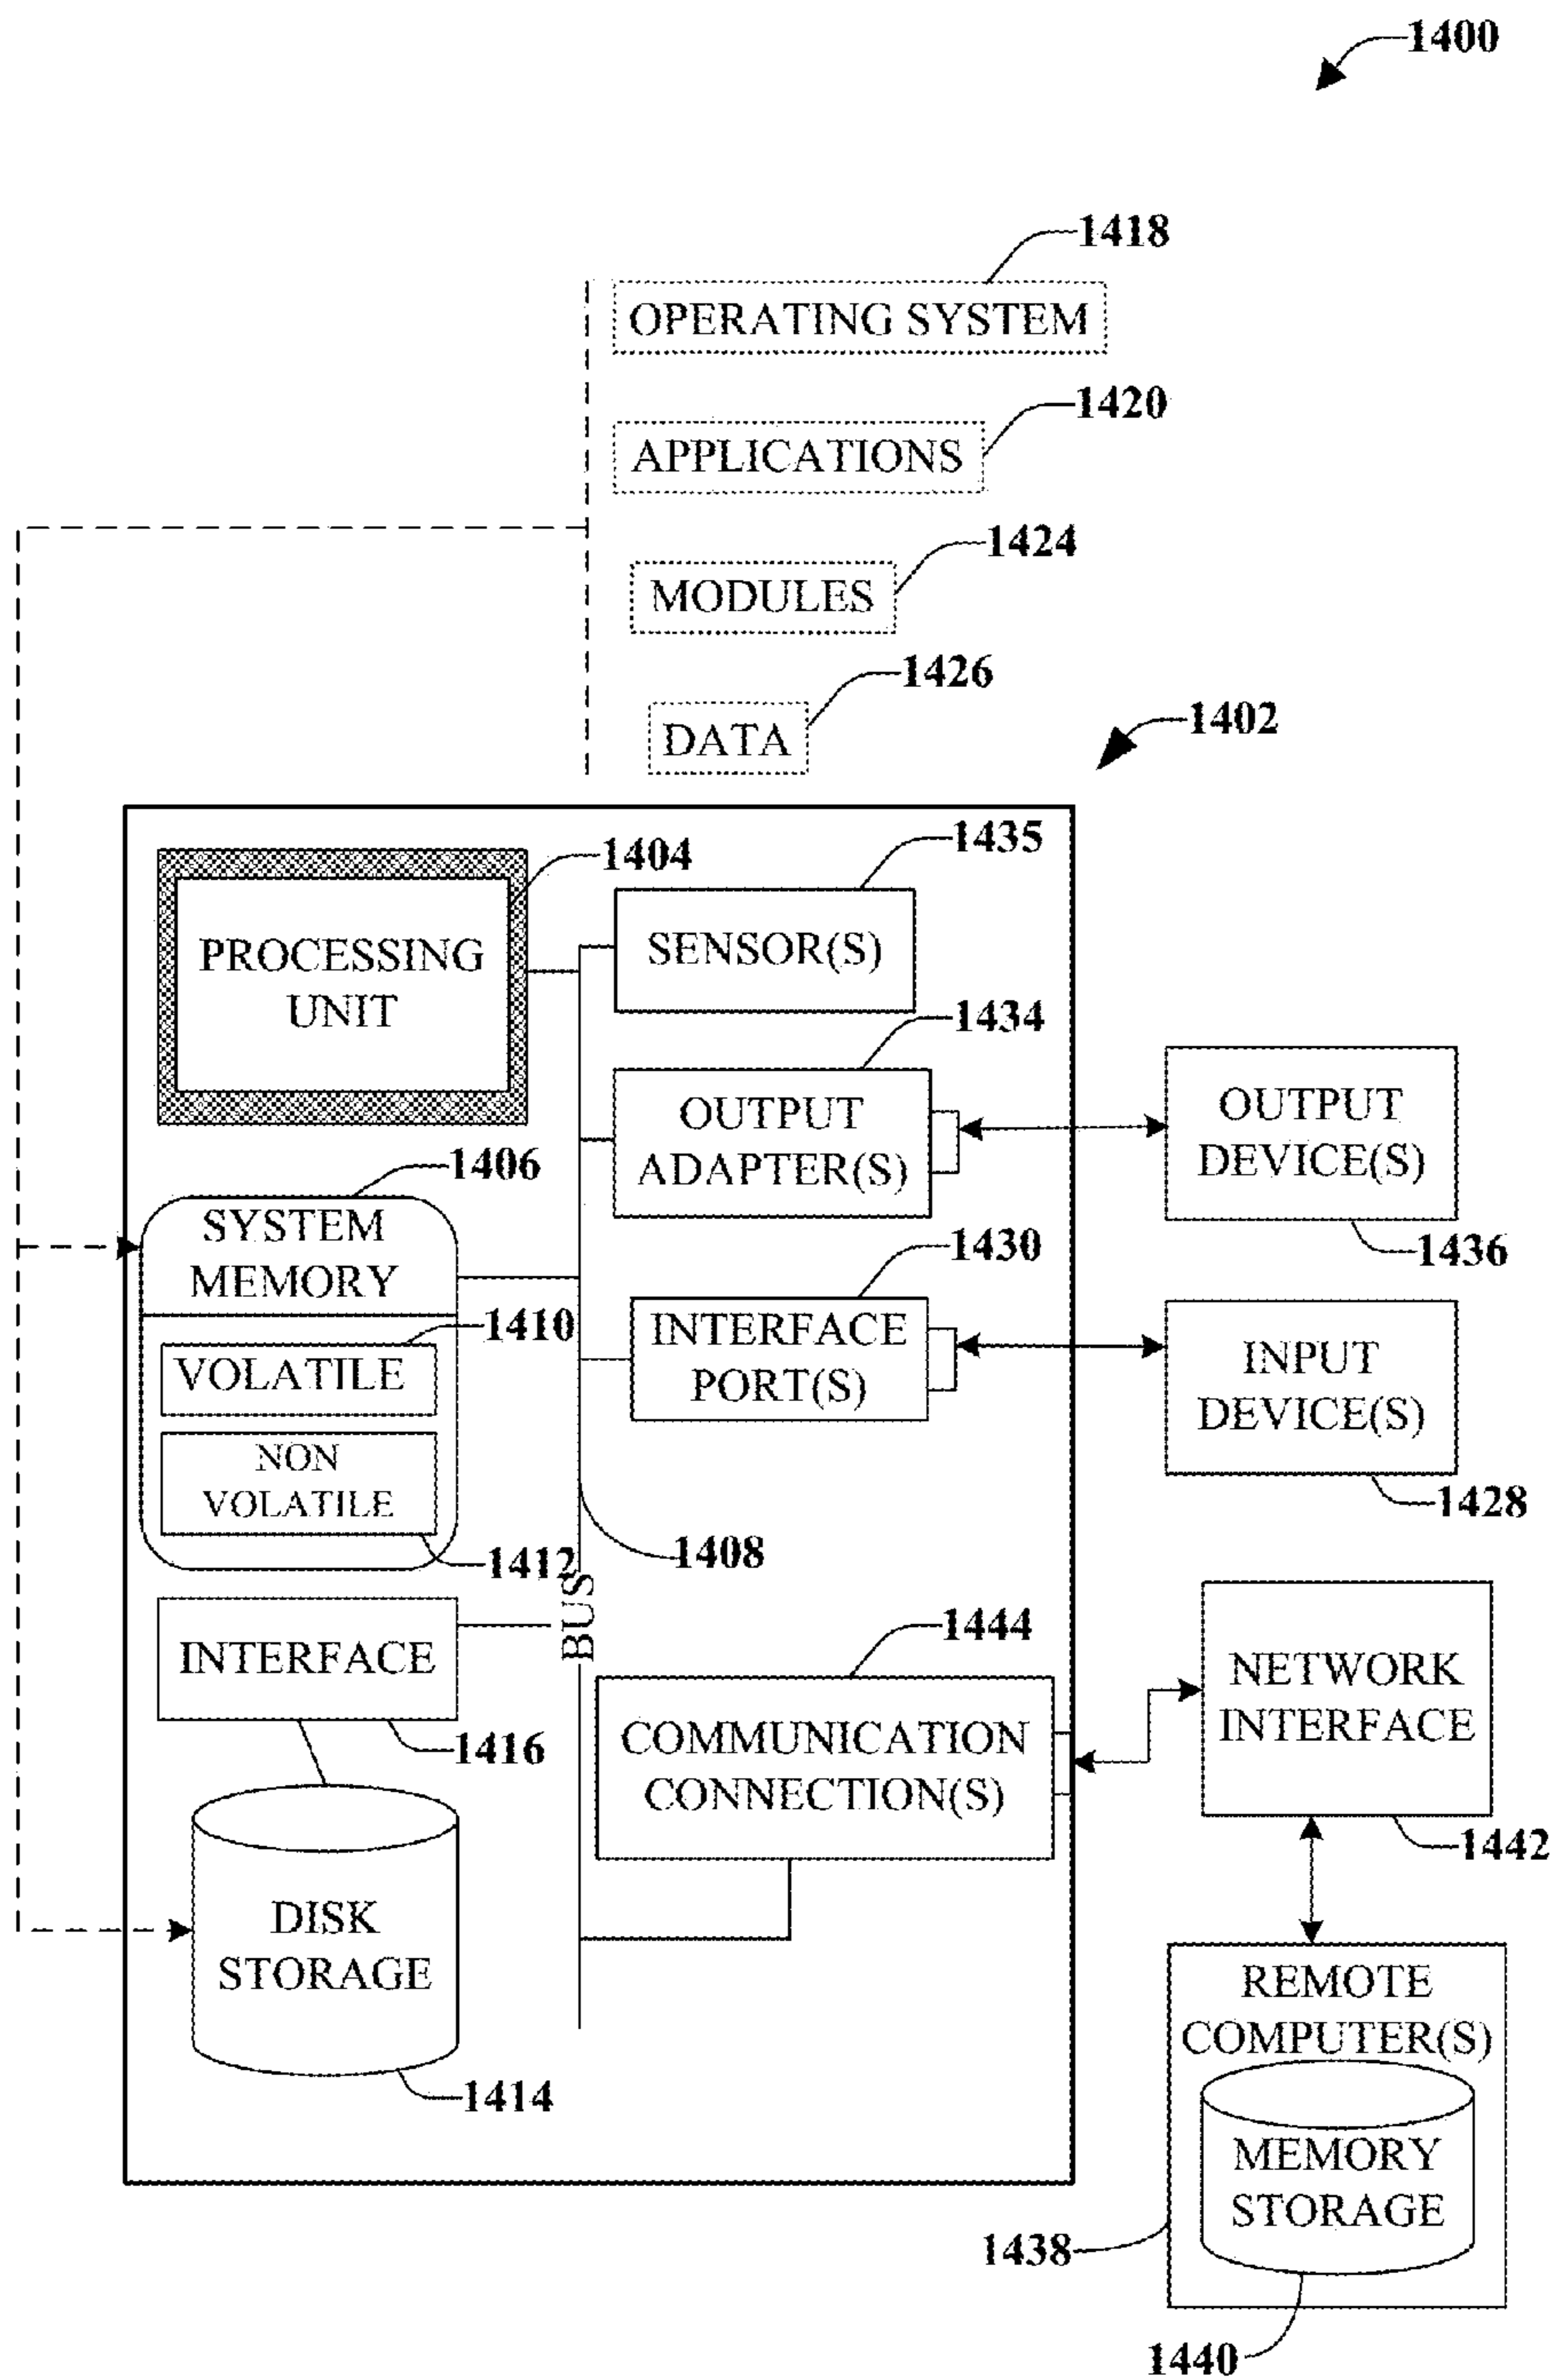 1400
1418
OPERATING SYSTEM
1420
APPLICATIONS
1424
MODULES
1426
DATA
1402
1404
PROCESSING
UNIT
1435
SENSOR(S)
1434
OUTPUT
ADAPTER(S)
OUTPUT
DEVICE(S)
1436
1406
SYSTEM
MEMORY
1410
VOLATILE
NON
VOLATILE
1412
1430
INTERFACE
PORT(S)
INPUT
DEVICE(S)
1428
1408
BUS
INTERFACE
1416
1444
COMMUNICATION
CONNECTION(S)
NETWORK
INTERFACE
1442
DISK
STORAGE
1414
REMOTE
COMPUTER(S)
MEMORY
STORAGE
1438
1440